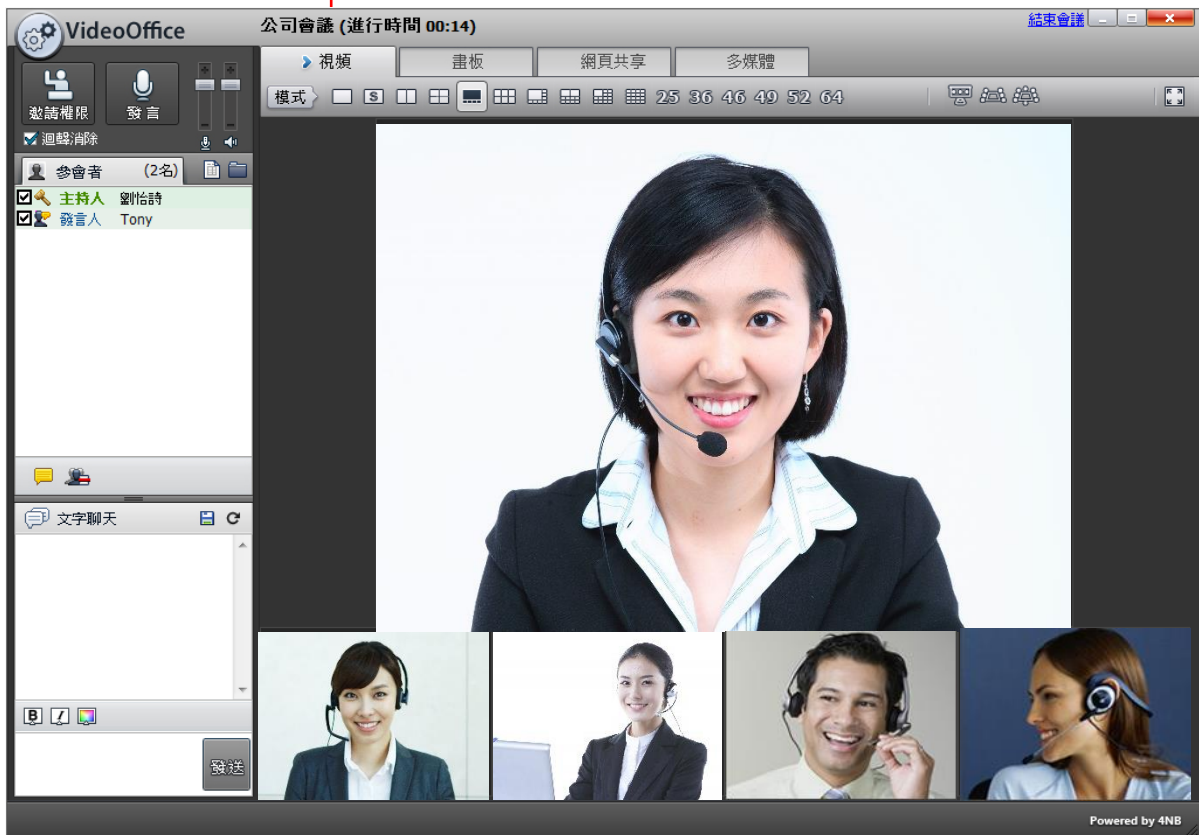 VideoOffice
公司會議 (進行時間 00:14)
結束會議
視頻
畫板
網頁共享
多媒體
邀請權限
發言
模式
S
25 36 46 49 52 64
迴聲消除
參會者 (2名)
主持人 劉怡詩
發言人 Tony
文字聊天
B I
發送
Powered by 4NB